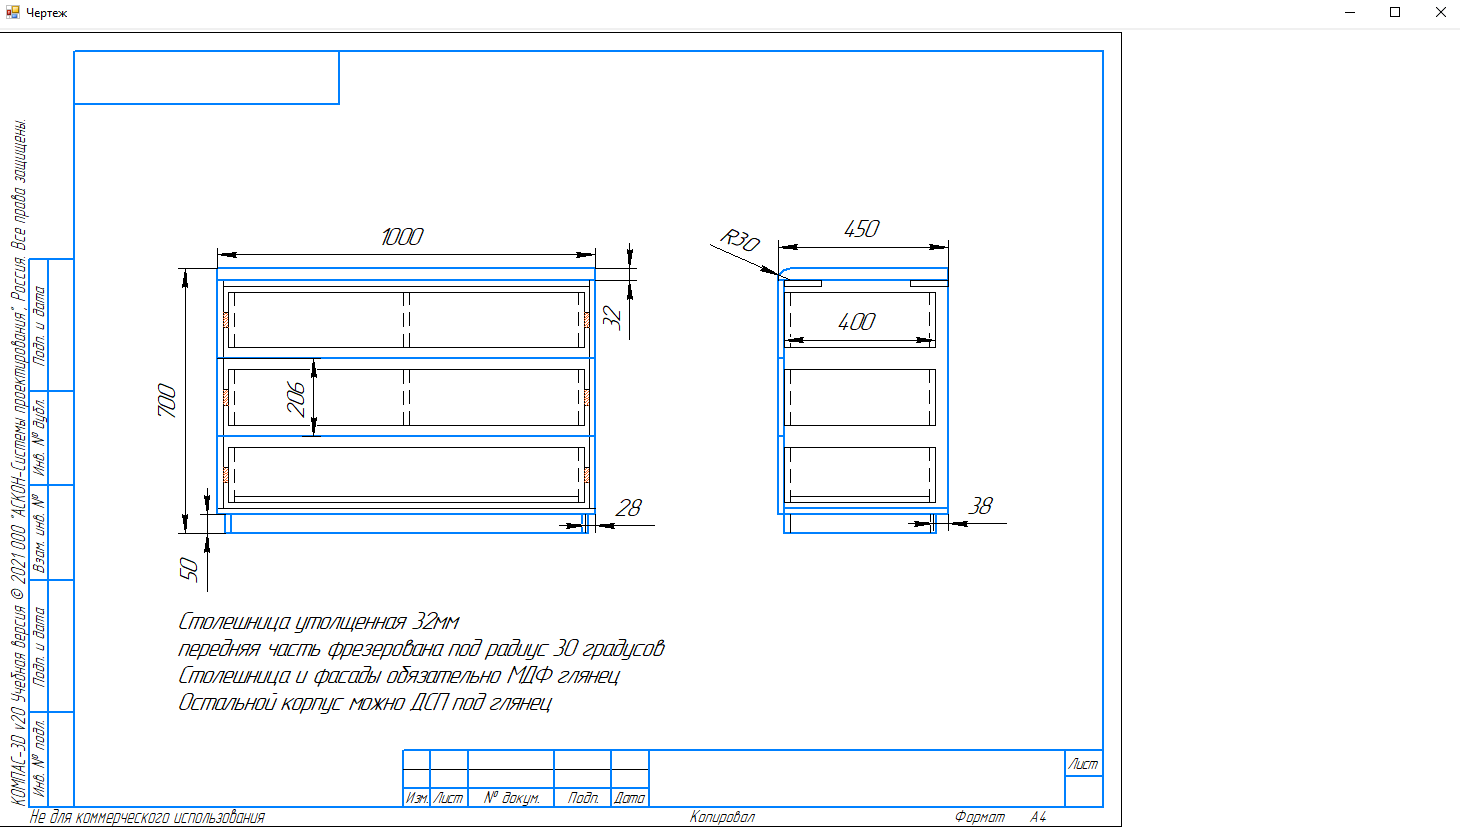 Чертеж
1000
R30
450
32
400
700
206
28
38
50
Столешница утолщенная 32мм
передняя часть фрезерована под радиус 30 градусов
Столешница и фасады обязательно МДФ глянец
Остальной корпус можно ДСП под глянец
КОМПАС-3D v20 Учебная версия © 2021 ООО "АСКОН-Системы проектирования", Россия. Все права защищены.
Подп. и дата
Инв. № дубл.
Взам. инв. №
Подп. и дата
Инв. № подл.
Лист
Изм. Лист № докум. Подп. Дата
Не для коммерческого использования Копировал Формат А4